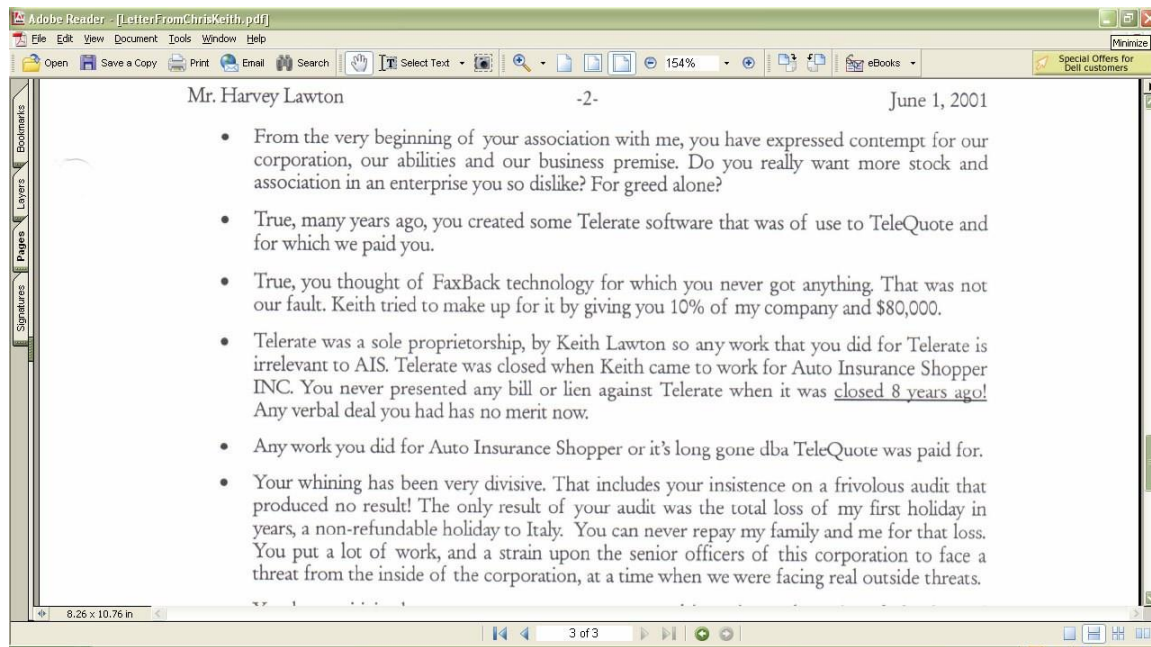 Adobe Reader - [LetterFromChrisKeith.pdf]
File Edit View Document Tools Window Help
Minimize
Open Save a Copy Print Email Search Select Text 154% eBooks
Special Offers for
Dell customers
Bookmarks
Layers
Pages
Signatures
Mr. Harvey Lawton -2- June 1, 2001
• From the very beginning of your association with me, you have expressed contempt for our
corporation, our abilities and our business premise. Do you really want more stock and
association in an enterprise you so dislike? For greed alone?
• True, many years ago, you created some Telerate software that was of use to TeleQuote and
for which we paid you.
• True, you thought of FaxBack technology for which you never got anything. That was not
our fault. Keith tried to make up for it by giving you 10% of my company and $80,000.
• Telerate was a sole proprietorship, by Keith Lawton so any work that you did for Telerate is
irrelevant to AIS. Telerate was closed when Keith came to work for Auto Insurance Shopper
INC. You never presented any bill or lien against Telerate when it was closed 8 years ago!
Any verbal deal you had has no merit now.
• Any work you did for Auto Insurance Shopper or it's long gone dba TeleQuote was paid for.
• Your whining has been very divisive. That includes your insistence on a frivolous audit that
produced no result! The only result of your audit was the total loss of my first holiday in
years, a non-refundable holiday to Italy. You can never repay my family and me for that loss.
You put a lot of work, and a strain upon the senior officers of this corporation to face a
threat from the inside of the corporation, at a time when we were facing real outside threats.
8.26 x 10.76 in
3 of 3